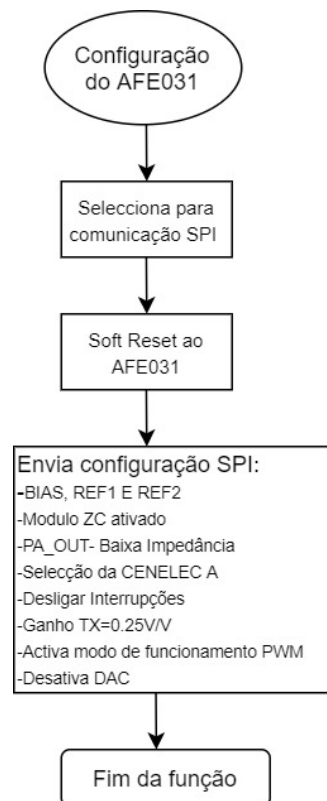 Configuração
do AFE031
Selecciona para
comunicação SPI
Soft Reset ao
AFE031
Envia configuração SPI:
-BIAS, REF1 E REF2
-Modulo ZC ativado
-PA_OUT- Baixa Impedância
-Selecção da CENELEC A
-Desligar Interrupções
-Ganho TX=0.25V/V
-Activa modo de funcionamento PWM
-Desativa DAC
Fim da função